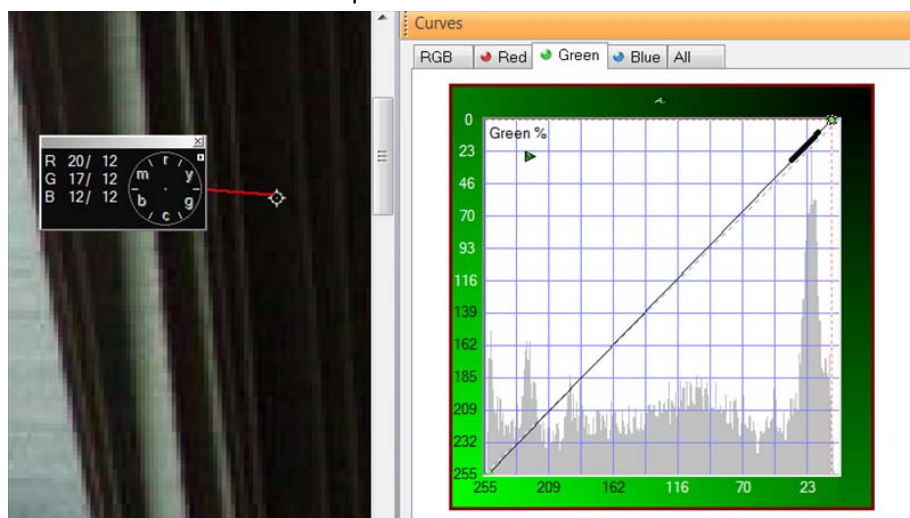 Curves
RGB Red Green Blue All
R 20/ 12
G 17/ 12
B 12/ 12
r
m y
b g
c
Green %
0
23
46
70
93
116
139
162
185
209
232
255
255 209 162 116 70 23